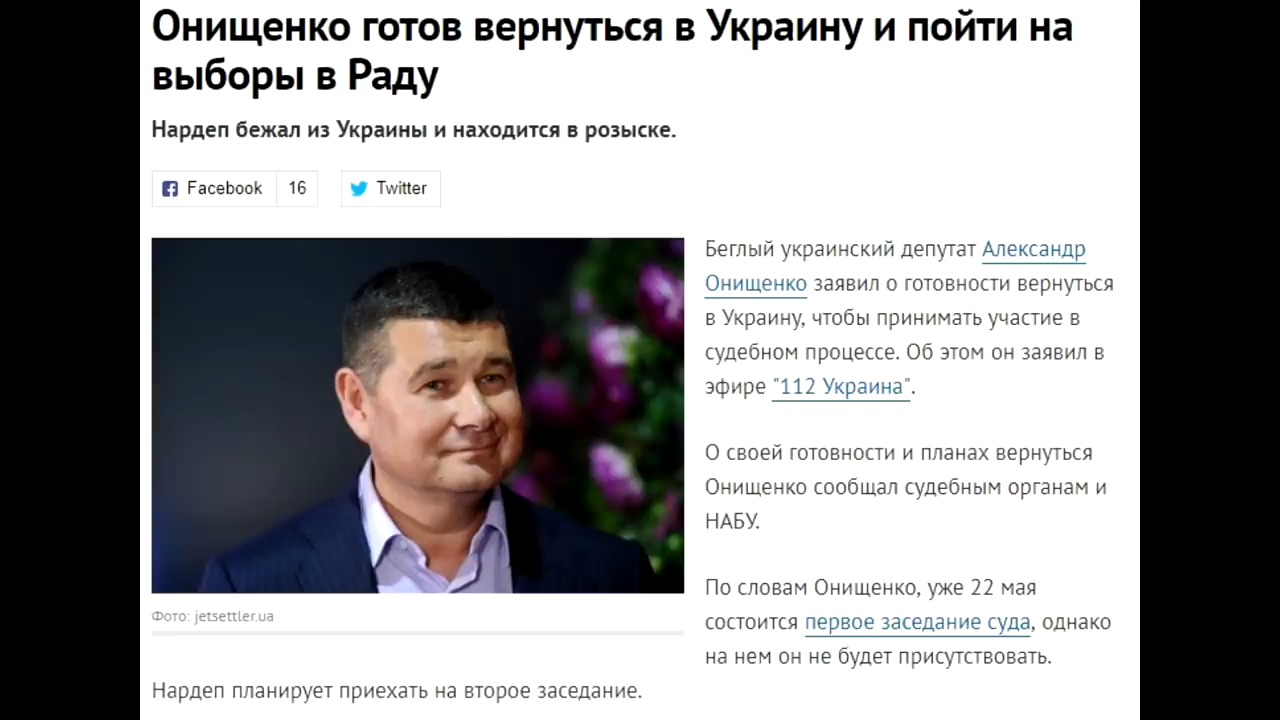 Онищенко готов вернуться в Украину и пойти на
выборы в Раду
Нардеп бежал из Украины и находится в розыске.
Facebook 16 Twitter
Беглый украинский депутат Александр
Онищенко заявил о готовности вернуться
в Украину, чтобы принимать участие в
судебном процессе. Об этом он заявил в
эфире "112 Украина".
О своей готовности и планах вернуться
Онищенко сообщал судебным органам и
НАБУ.
По словам Онищенко, уже 22 мая
состоится первое заседание суда, однако
на нем он не будет присутствовать.
Фото: jetsettler.ua
Нардеп планирует приехать на второе заседание.